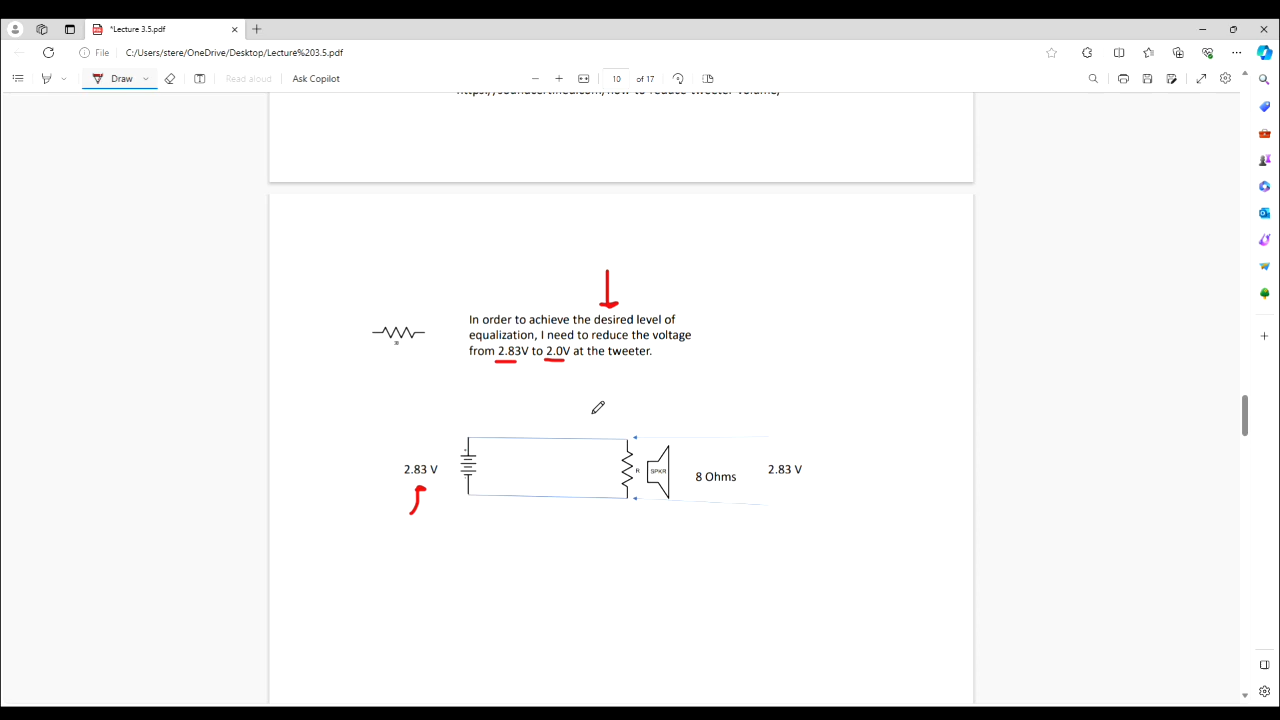 *Lecture 3.5.pdf
File
C:/Users/stere/OneDrive/Desktop/Lecture%203.5.pdf
Draw
Read aloud
Ask Copilot
10 of 17
In order to achieve the desired level of
equalization, I need to reduce the voltage
from 2.83V to 2.0V at the tweeter.
2.83 V
R
SPKR
8 Ohms
2.83 V